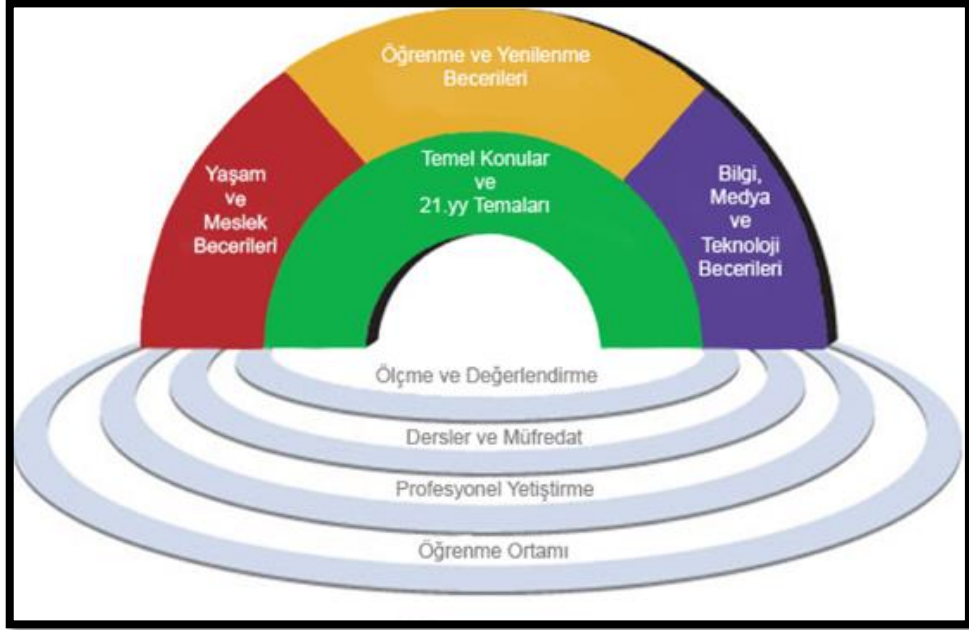 Öğrenme ve Yenilenme
Becerileri
Temel Konular
ve
21.yy Temaları
Yaşam
ve
Meslek
Becerileri
Bilgi,
Medya
ve
Teknoloji
Becerileri
Ölçme ve Değerlendirme
Dersler ve Müfredat
Profesyonel Yetiştirme
Öğrenme Ortamı